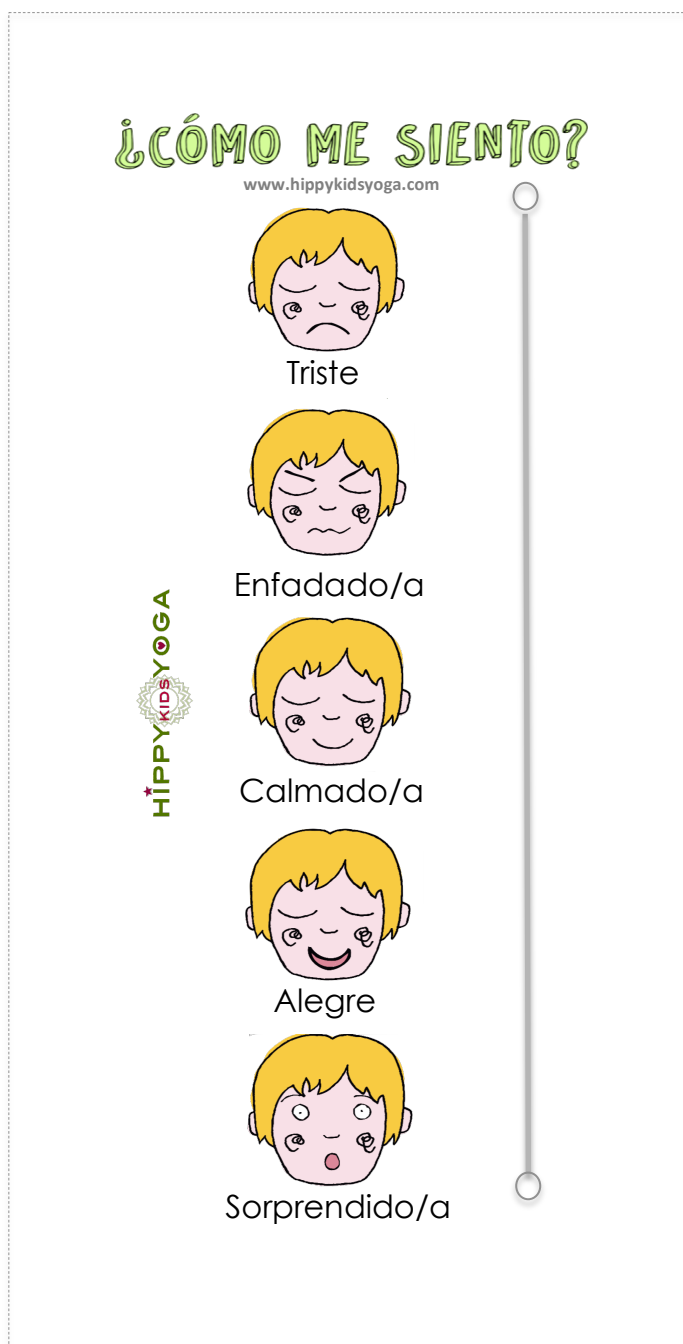 ¿CÓMO ME SIENTO?
www.hippykidsyoga.com
Triste
Enfadado/a
HIPPY KIDS YOGA
Calmado/a
Alegre
Sorprendido/a